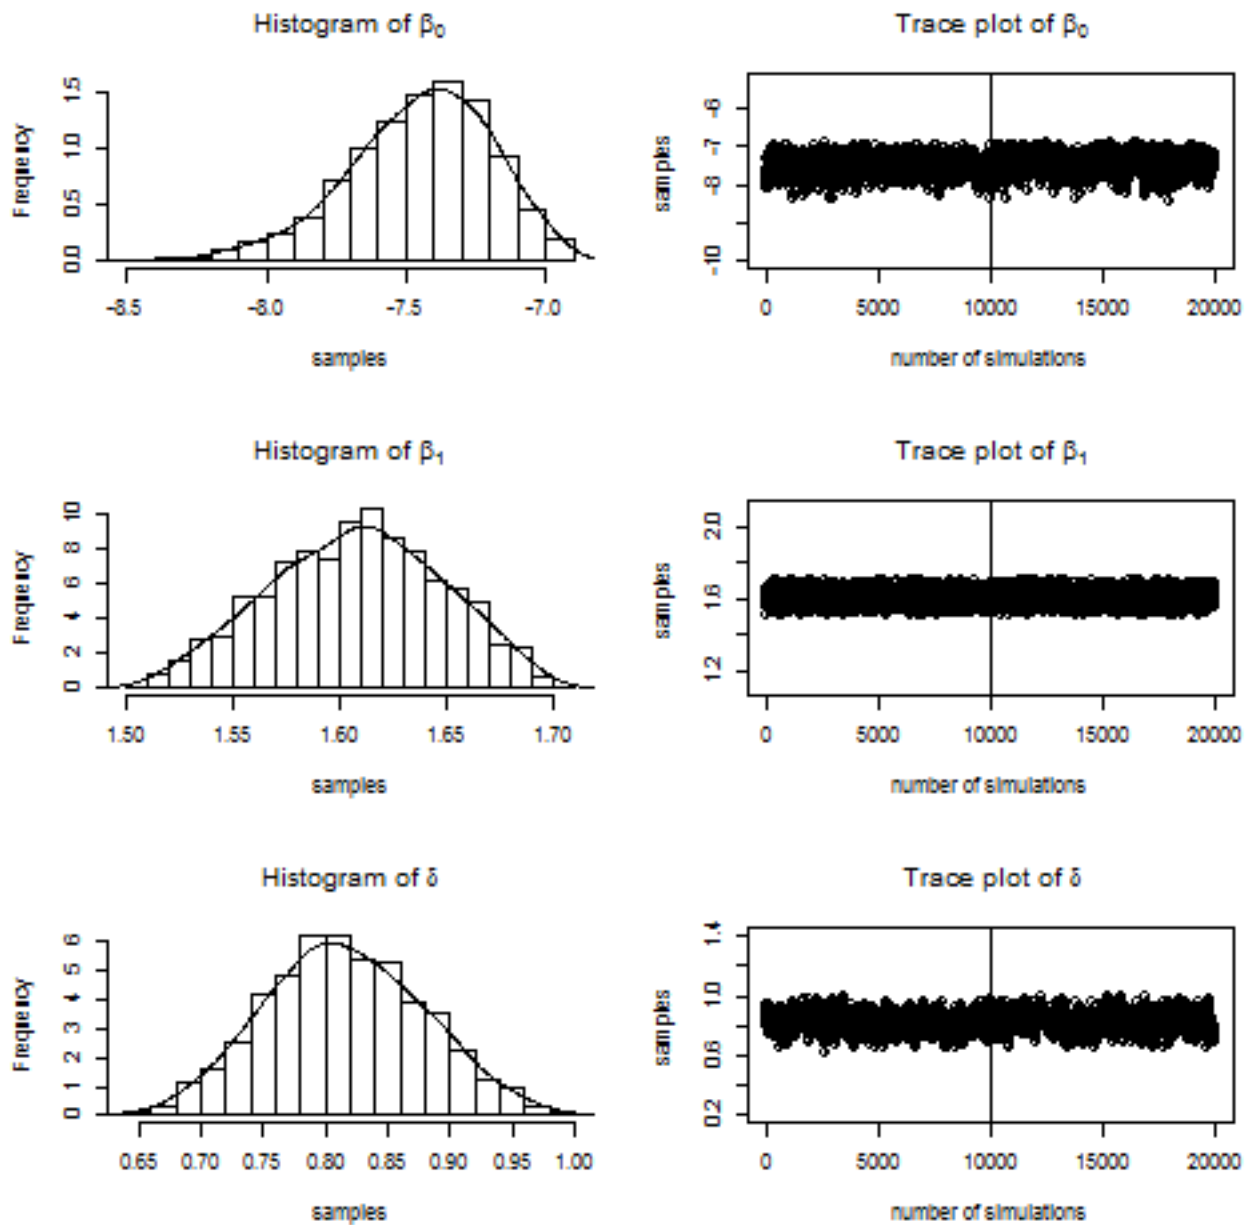 Histogram of β₀
Frequency
0.0 0.5 1.0 1.5
-8.5 -8.0 -7.5 -7.0
samples
Trace plot of β₀
samples
-10 -8 -7 -6
0 5000 10000 15000 20000
number of simulations
Histogram of β₁
Frequency
0 2 4 6 8 10
1.50 1.55 1.60 1.65 1.70
samples
Trace plot of β₁
samples
1.2 1.6 2.0
0 5000 10000 15000 20000
number of simulations
Histogram of δ
Frequency
0 1 2 3 4 5 6
0.65 0.70 0.75 0.80 0.85 0.90 0.95 1.00
samples
Trace plot of δ
samples
0.2 0.6 1.0 1.4
0 5000 10000 15000 20000
number of simulations